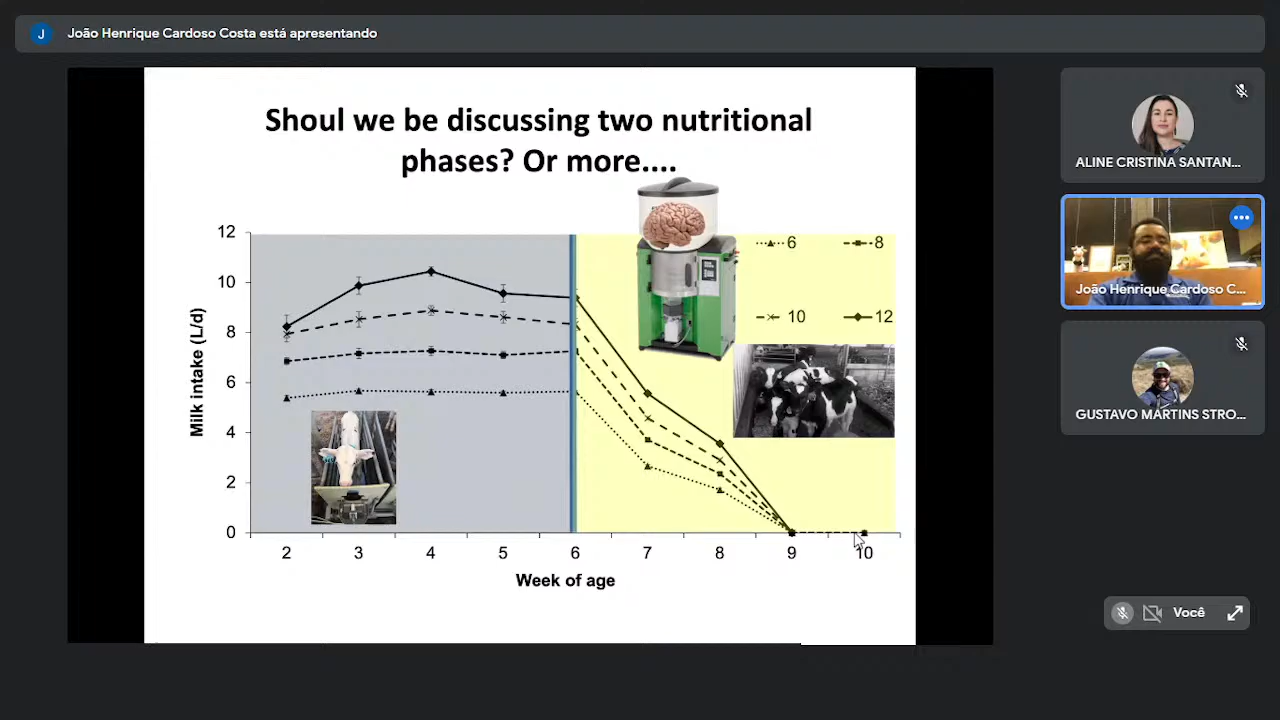 J
João Henrique Cardoso Costa está apresentando
Shoul we be discussing two nutritional
phases? Or more....
12
10
8
6
4
2
0
Milk intake (L/d)
6
8
10
12
2 3 4 5 6 7 8 9 10
Week of age
ALINE CRISTINA SANTAN...
João Henrique Cardoso C...
GUSTAVO MARTINS STRO...
Você